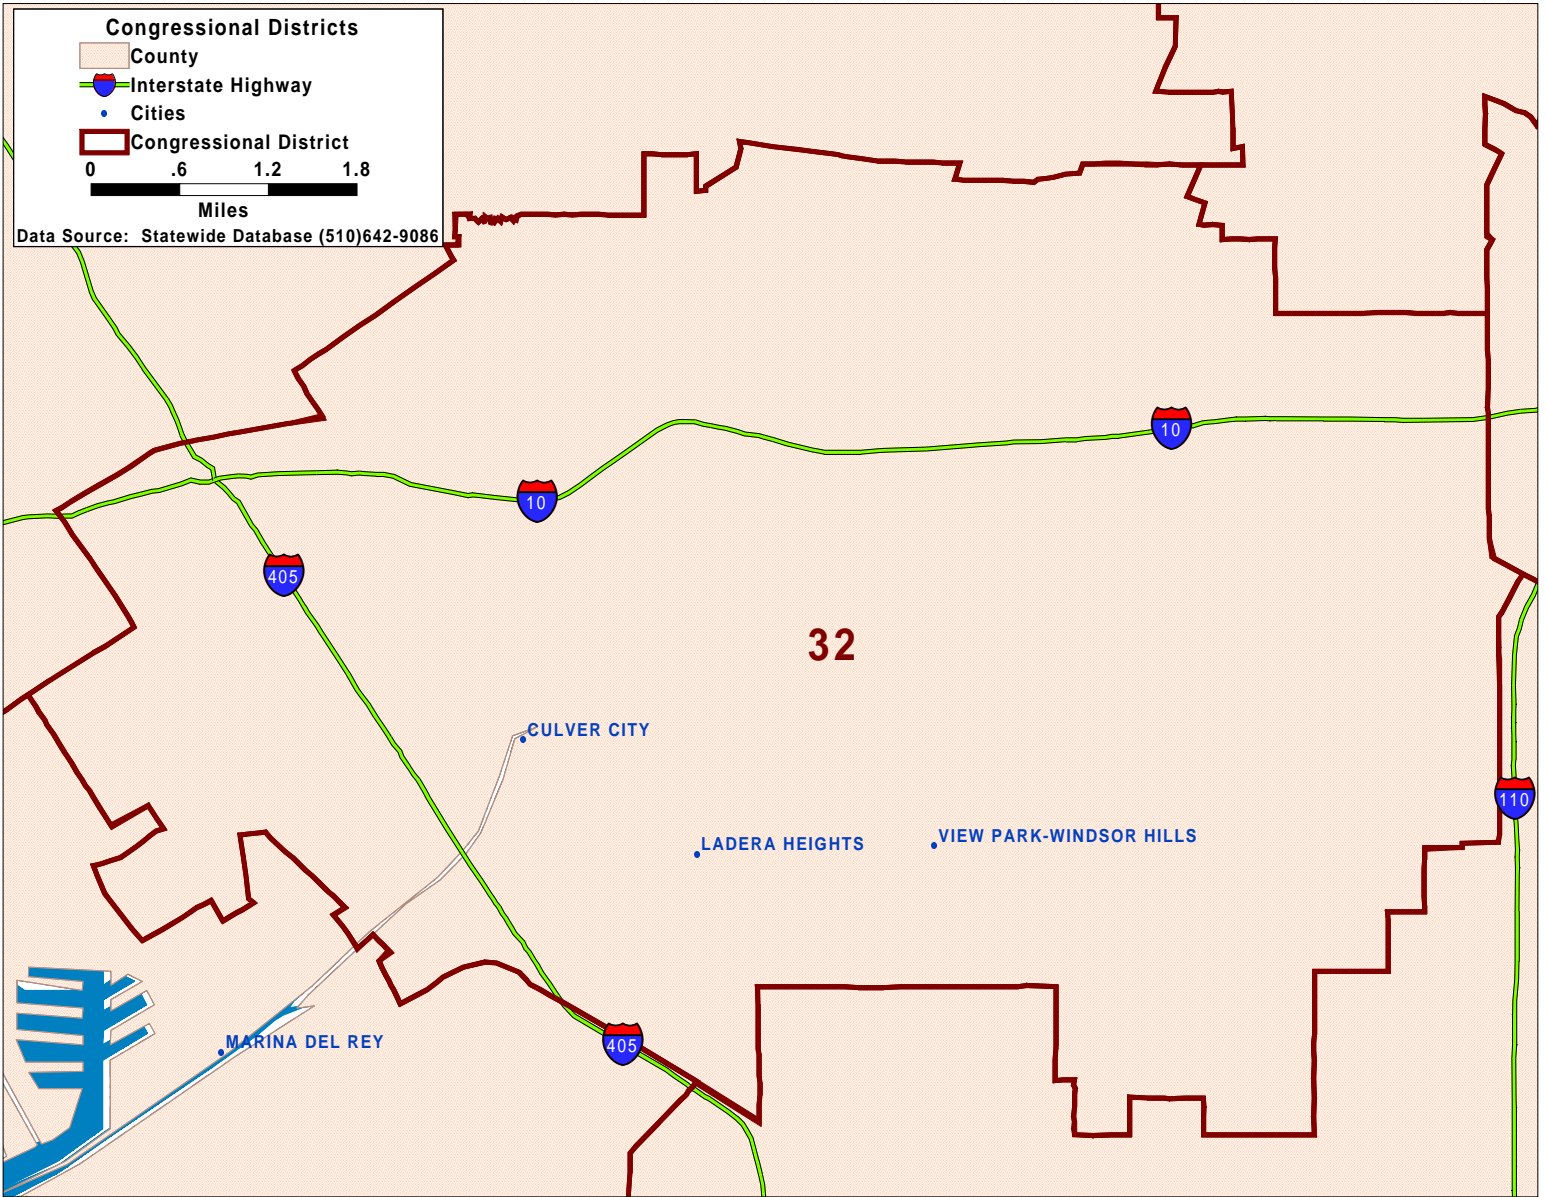 Congressional Districts
County
Interstate Highway
Cities
Congressional District
0 .6 1.2 1.8
Miles
Data Source: Statewide Database (510)642-9086
10
10
405
32
CULVER CITY
110
VIEW PARK-WINDSOR HILLS
LADERA HEIGHTS
MARINA DEL REY
405